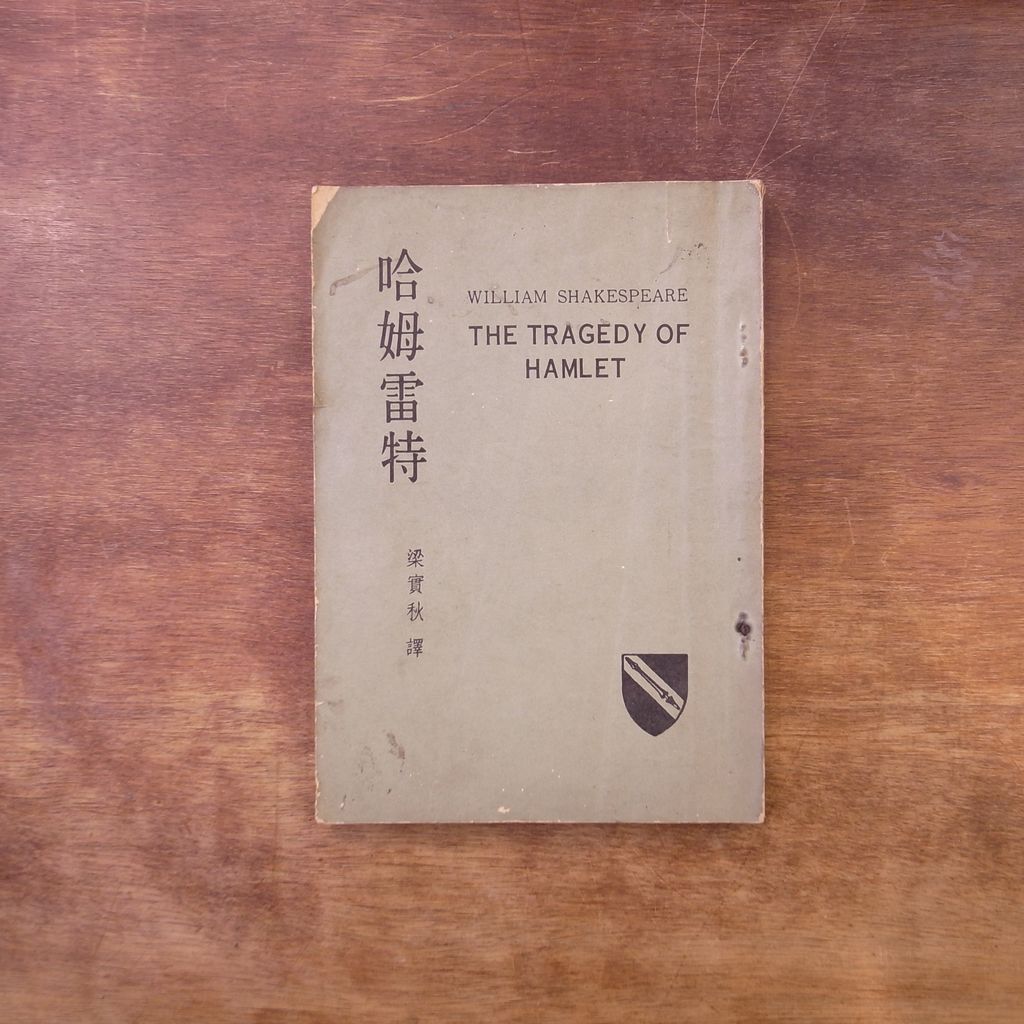 哈姆雷特
WILLIAM SHAKESPEARE
THE TRAGEDY OF
HAMLET
梁實秋 譯